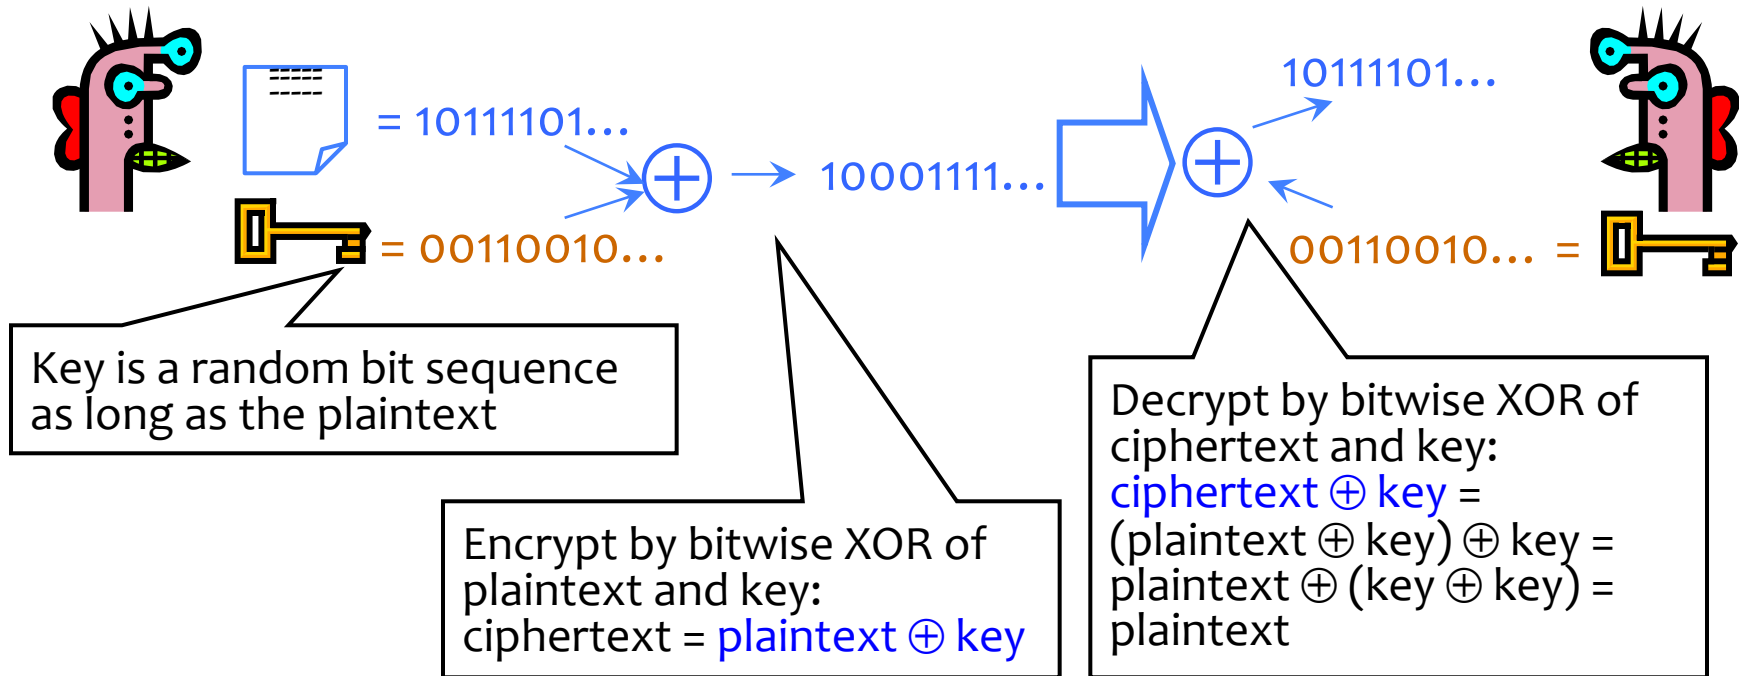 = 10111101...
10001111...
10111101...
= 00110010...
00110010... =
Key is a random bit sequence
as long as the plaintext
Encrypt by bitwise XOR of
plaintext and key:
ciphertext = plaintext ⊕ key
Decrypt by bitwise XOR of
ciphertext and key:
ciphertext ⊕ key =
(plaintext ⊕ key) ⊕ key =
plaintext ⊕ (key ⊕ key) =
plaintext